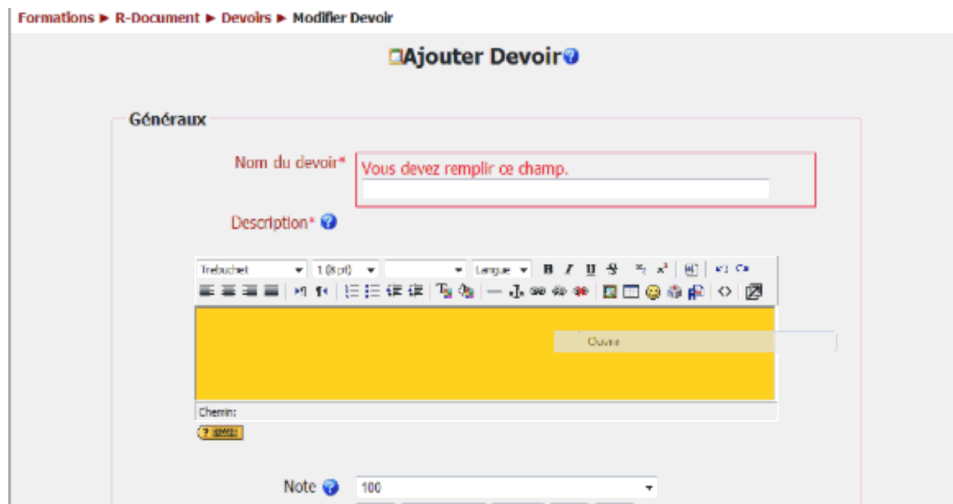 Formations ► R-Document ► Devoirs ► Modifier Devoir
Ajouter Devoir
Généraux
Nom du devoir*
Vous devez remplir ce champ.
Description*
Trebuchet 1 (8 pt) Langue B I U S
Chemin:
Ouvrir
Note 100